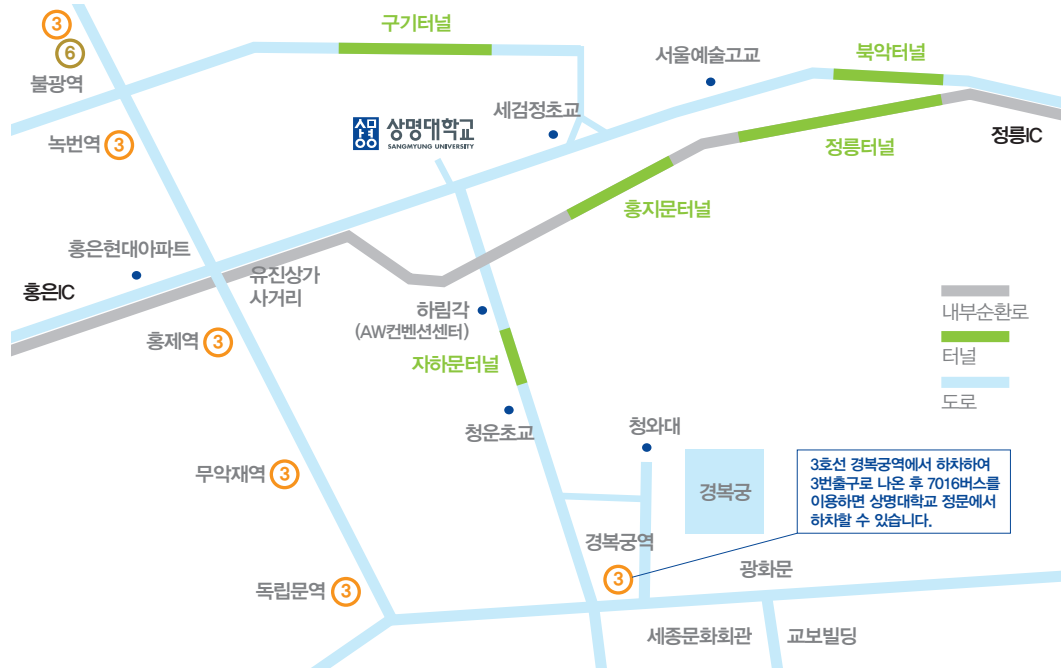 3
구기터널
6
불광역
서울예술고교
북악터널
세검정초교
상명
상명대학교
SANGMYUNG UNIVERSITY
녹번역 3
정릉IC
정릉터널
홍지문터널
홍은현대아파트
유진상가
사거리
홍은IC
하림각
(AW컨벤션센터)
내부순환로
홍제역 3
터널
자하문터널
도로
청운초교
청와대
3호선 경복궁역에서 하차하여
3번출구로 나온 후 7016버스를
이용하면 상명대학교 정문에서
하차할 수 있습니다.
무악재역 3
경복궁
경복궁역
3
광화문
독립문역 3
세종문화회관
교보빌딩